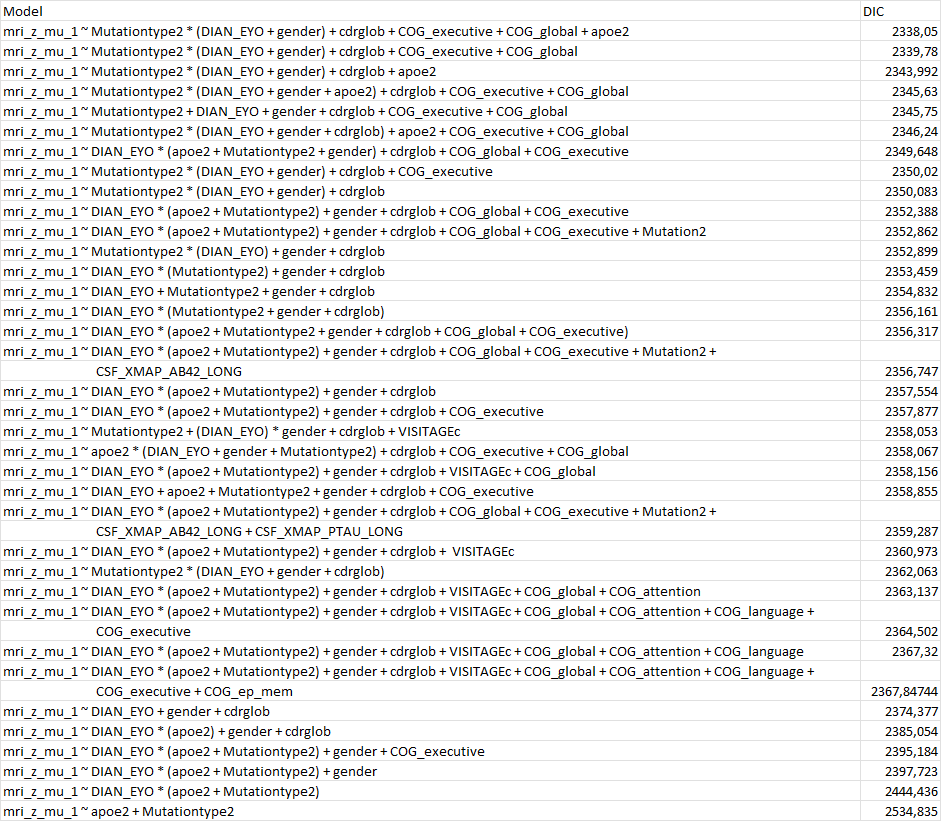 Model DIC
mri_z_mu_1 ~ Mutationtype2 * (DIAN_EYO + gender) + cdrglob + COG_executive + COG_global + apoe2 2338,05
mri_z_mu_1 ~ Mutationtype2 * (DIAN_EYO + gender) + cdrglob + COG_executive + COG_global 2339,78
mri_z_mu_1 ~ Mutationtype2 * (DIAN_EYO + gender) + cdrglob + apoe2 2343,992
mri_z_mu_1 ~ Mutationtype2 * (DIAN_EYO + gender + apoe2) + cdrglob + COG_executive + COG_global 2345,63
mri_z_mu_1 ~ Mutationtype2 + DIAN_EYO + gender + cdrglob + COG_executive + COG_global 2345,75
mri_z_mu_1 ~ Mutationtype2 * (DIAN_EYO + gender + cdrglob) + apoe2 + COG_executive + COG_global 2346,24
mri_z_mu_1 ~ DIAN_EYO * (apoe2 + Mutationtype2 + gender) + cdrglob + COG_global + COG_executive 2349,648
mri_z_mu_1 ~ Mutationtype2 * (DIAN_EYO + gender) + cdrglob + COG_executive 2350,02
mri_z_mu_1 ~ Mutationtype2 * (DIAN_EYO + gender) + cdrglob 2350,083
mri_z_mu_1 ~ DIAN_EYO * (apoe2 + Mutationtype2) + gender + cdrglob + COG_global + COG_executive 2352,388
mri_z_mu_1 ~ DIAN_EYO * (apoe2 + Mutationtype2) + gender + cdrglob + COG_global + COG_executive + Mutation2 2352,862
mri_z_mu_1 ~ Mutationtype2 * (DIAN_EYO) + gender + cdrglob 2352,899
mri_z_mu_1 ~ DIAN_EYO * (Mutationtype2) + gender + cdrglob 2353,459
mri_z_mu_1 ~ DIAN_EYO + Mutationtype2 + gender + cdrglob 2354,832
mri_z_mu_1 ~ DIAN_EYO * (Mutationtype2 + gender + cdrglob) 2356,161
mri_z_mu_1 ~ DIAN_EYO * (apoe2 + Mutationtype2 + gender + cdrglob + COG_global + COG_executive) 2356,317
mri_z_mu_1 ~ DIAN_EYO * (apoe2 + Mutationtype2) + gender + cdrglob + COG_global + COG_executive + Mutation2 +
CSF_XMAP_AB42_LONG 2356,747
mri_z_mu_1 ~ DIAN_EYO * (apoe2 + Mutationtype2) + gender + cdrglob 2357,554
mri_z_mu_1 ~ DIAN_EYO * (apoe2 + Mutationtype2) + gender + cdrglob + COG_executive 2357,877
mri_z_mu_1 ~ Mutationtype2 + (DIAN_EYO) * gender + cdrglob + VISITAGEc 2358,053
mri_z_mu_1 ~ apoe2 * (DIAN_EYO + gender + Mutationtype2) + cdrglob + COG_executive + COG_global 2358,067
mri_z_mu_1 ~ DIAN_EYO * (apoe2 + Mutationtype2) + gender + cdrglob + VISITAGEc + COG_global 2358,156
mri_z_mu_1 ~ DIAN_EYO + apoe2 + Mutationtype2 + gender + cdrglob + COG_executive 2358,855
mri_z_mu_1 ~ DIAN_EYO * (apoe2 + Mutationtype2) + gender + cdrglob + COG_global + COG_executive + Mutation2 +
CSF_XMAP_AB42_LONG + CSF_XMAP_PTAU_LONG 2359,287
mri_z_mu_1 ~ DIAN_EYO * (apoe2 + Mutationtype2) + gender + cdrglob + VISITAGEc 2360,973
mri_z_mu_1 ~ Mutationtype2 * (DIAN_EYO + gender + cdrglob) 2362,063
mri_z_mu_1 ~ DIAN_EYO * (apoe2 + Mutationtype2) + gender + cdrglob + VISITAGEc + COG_global + COG_attention 2363,137
mri_z_mu_1 ~ DIAN_EYO * (apoe2 + Mutationtype2) + gender + cdrglob + VISITAGEc + COG_global + COG_attention + COG_language +
COG_executive 2364,502
mri_z_mu_1 ~ DIAN_EYO * (apoe2 + Mutationtype2) + gender + cdrglob + VISITAGEc + COG_global + COG_attention + COG_language 2367,32
mri_z_mu_1 ~ DIAN_EYO * (apoe2 + Mutationtype2) + gender + cdrglob + VISITAGEc + COG_global + COG_attention + COG_language +
COG_executive + COG_ep_mem 2367,84744
mri_z_mu_1 ~ DIAN_EYO + gender + cdrglob 2374,377
mri_z_mu_1 ~ DIAN_EYO * (apoe2) + gender + cdrglob 2385,054
mri_z_mu_1 ~ DIAN_EYO * (apoe2 + Mutationtype2) + gender + COG_executive 2395,184
mri_z_mu_1 ~ DIAN_EYO * (apoe2 + Mutationtype2) + gender 2397,723
mri_z_mu_1 ~ DIAN_EYO * (apoe2 + Mutationtype2) 2444,436
mri_z_mu_1 ~ apoe2 + Mutationtype2 2534,835